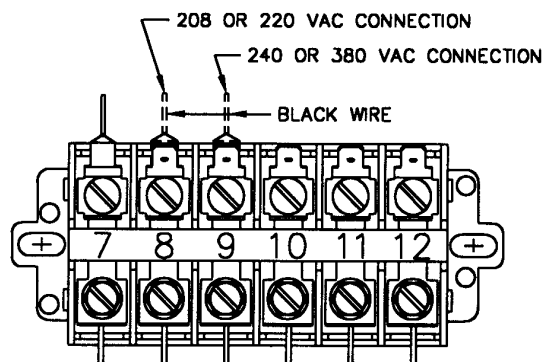 208 OR 220 VAC CONNECTION
240 OR 380 VAC CONNECTION
BLACK WIRE
7 8 9 10 11 12